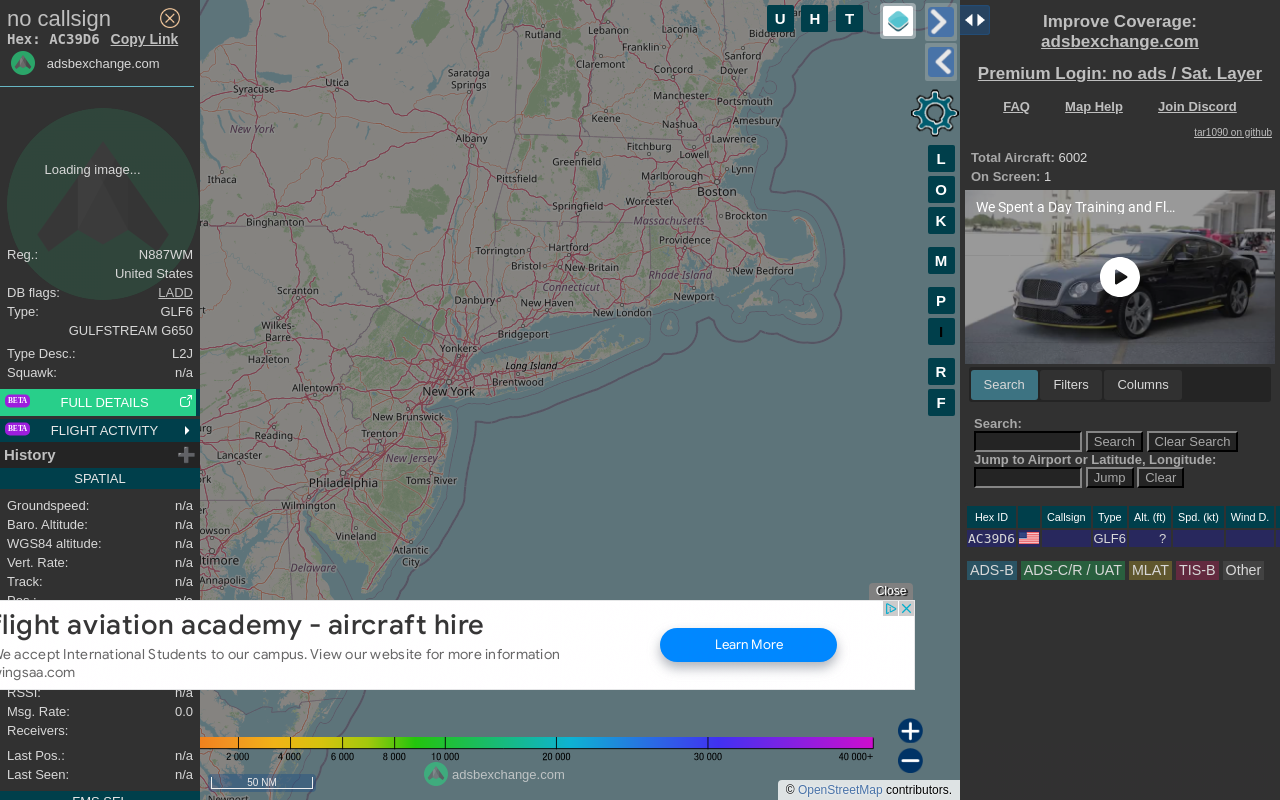 no callsign
Hex: AC39D6 Copy Link
adsbexchange.com
Loading image...
Reg.: N887WM
United States
DB flags: LADD
Type: GLF6
GULFSTREAM G650
Type Desc.: L2J
Squawk: n/a
BETA FULL DETAILS
BETA FLIGHT ACTIVITY
History
SPATIAL
Groundspeed: n/a
Baro. Altitude: n/a
WGS84 altitude: n/a
Vert. Rate: n/a
Track: n/a
Pos.: n/a
RSSI: n/a
Msg. Rate: 0.0
Receivers:
Last Pos.: n/a
Last Seen: n/a
FMS SEL
U H T
L
O
K
M
P
I
R
F
Rutland
Lebanon
Laconia
Franklin
Biddeford
Claremont
Sanford
Concord
Dover
Utica
Saratoga
Springs
Syracuse
Manchester
Portsmouth
Keene
Nashua
Amesbury
New York
Albany
Fitchburg
Lawrence
Greenfield
Lowell
Lynn
Ithaca
Pittsfield
Marlborough
Boston
Worcester
Springfield
Massachusetts
Brockton
Binghamton
Torrington
Hartford
Providence
Bristol
New Britain
Rhode Island
New Bedford
Connecticut
Newport
Scranton
Danbury
New Haven
New London
Wilkes-
Barre
Bridgeport
Hazleton
Yonkers
Long Island
Brentwood
Allentown
New York
New Brunswick
Reading
Trenton
Lancaster
New Jersey
Philadelphia
Toms River
Wilmington
Vineland
Atlantic
City
Annapolis
Delaware
Close
flight aviation academy - aircraft hire
We accept International Students to our campus. View our website for more information
wingsaa.com
Learn More
2 000 4 000 6 000 8 000 10 000 20 000 30 000 40 000+
adsbexchange.com
50 NM
Newport
© OpenStreetMap contributors.
Improve Coverage:
adsbexchange.com
Premium Login: no ads / Sat. Layer
FAQ Map Help Join Discord
tar1090 on github
Total Aircraft: 6002
On Screen: 1
We Spent a Day Training and Fl...
Search Filters Columns
Search:
Search Clear Search
Jump to Airport or Latitude, Longitude:
Jump Clear
Hex ID Callsign Type Alt. (ft) Spd. (kt) Wind D.
AC39D6 GLF6 ?
ADS-B ADS-C/R / UAT MLAT TIS-B Other